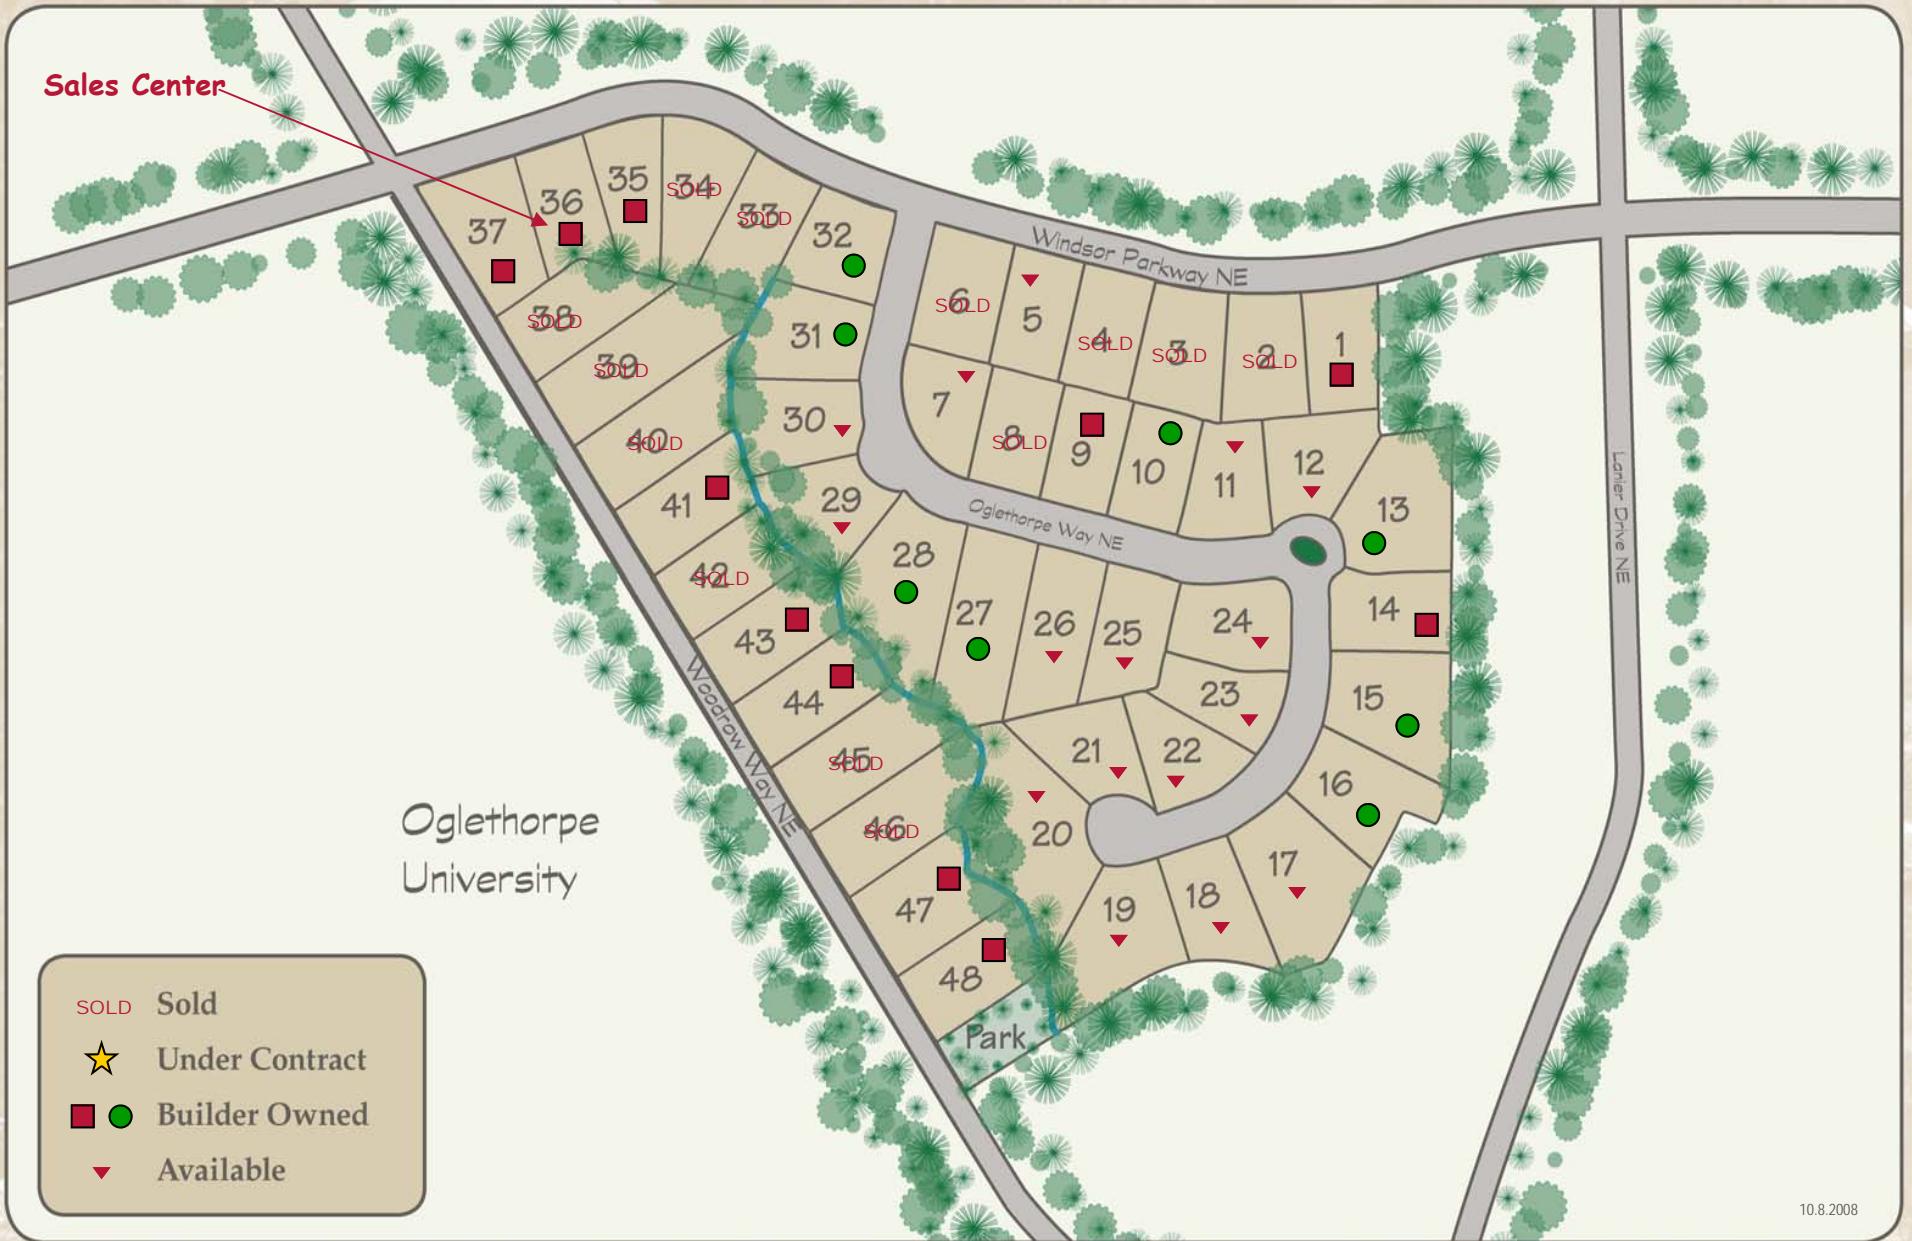 Sales Center
37
36
35
34
SOLD
33
SOLD
32
31
30
29
28
27
26
25
24
23
22
21
20
19
18
17
16
15
14
13
12
11
10
9
8
SOLD
7
6
SOLD
5
4
SOLD
3
SOLD
2
SOLD
1
38
SOLD
39
SOLD
40
SOLD
41
42
SOLD
43
44
45
SOLD
46
SOLD
47
48
Park
Windsor Parkway NE
Oglethorpe Way NE
Woodrow Way NE
Lanier Drive NE
Oglethorpe
University
SOLD Sold
Under Contract
Builder Owned
Available
10.8.2008